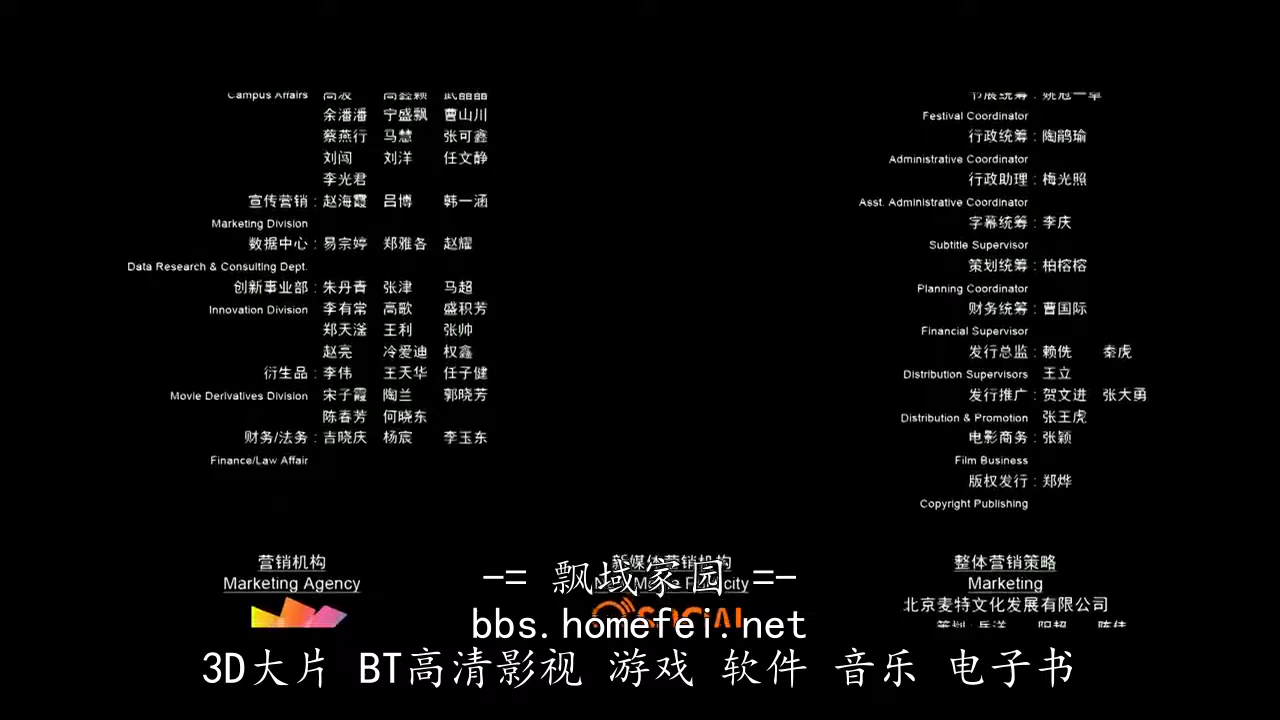 Campus Affairs
余潘潘 宁盛飘 曹山川
蔡燕行 马慧 张可鑫
刘闯 刘洋 任文静
李光君
宣传营销 : 赵海霞 吕博 韩一涵
Marketing Division
数据中心 : 易宗婷 郑雅各 赵耀
Data Research & Consulting Dept.
创新事业部 : 朱丹青 张津 马超
Innovation Division 李有常 高歌 盛积芳
郑天滏 王利 张帅
赵亮 冷爱迪 权鑫
衍生品 : 李伟 王天华 任子健
Movie Derivatives Division 宋子霞 陶兰 郭晓芳
陈春芳 何晓东
财务/法务 : 吉晓庆 杨宸 李玉东
Finance/Law Affair
Festival Coordinator
行政统筹 : 陶鹃瑜
Administrative Coordinator
行政助理 : 梅光照
Asst. Administrative Coordinator
字幕统筹 : 李庆
Subtitle Supervisor
策划统筹 : 柏榕榕
Planning Coordinator
财务统筹 : 曹国际
Financial Supervisor
发行总监 : 赖侁 秦虎
Distribution Supervisors 王立
发行推广 : 贺文进 张大勇
Distribution & Promotion 张王虎
电影商务 : 张颖
Film Business
版权发行 : 郑烨
Copyright Publishing
营销机构
Marketing Agency
新媒体营销机构
整体营销策略
Marketing
北京麦特文化发展有限公司
-= 飘域家园 =-
bbs.homefei.net
3D大片 BT高清影视 游戏 软件 音乐 电子书